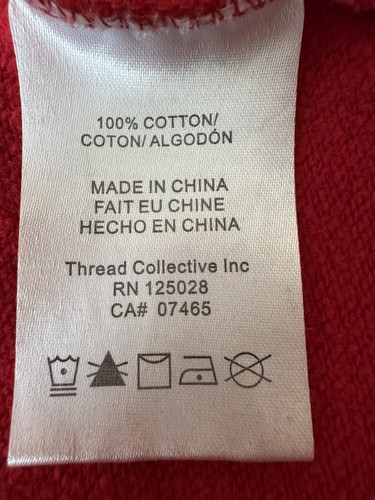 100% COTTON/
COTON/ ALGODÓN
MADE IN CHINA
FAIT EU CHINE
HECHO EN CHINA
Thread Collective Inc
RN 125028
CA# 07465